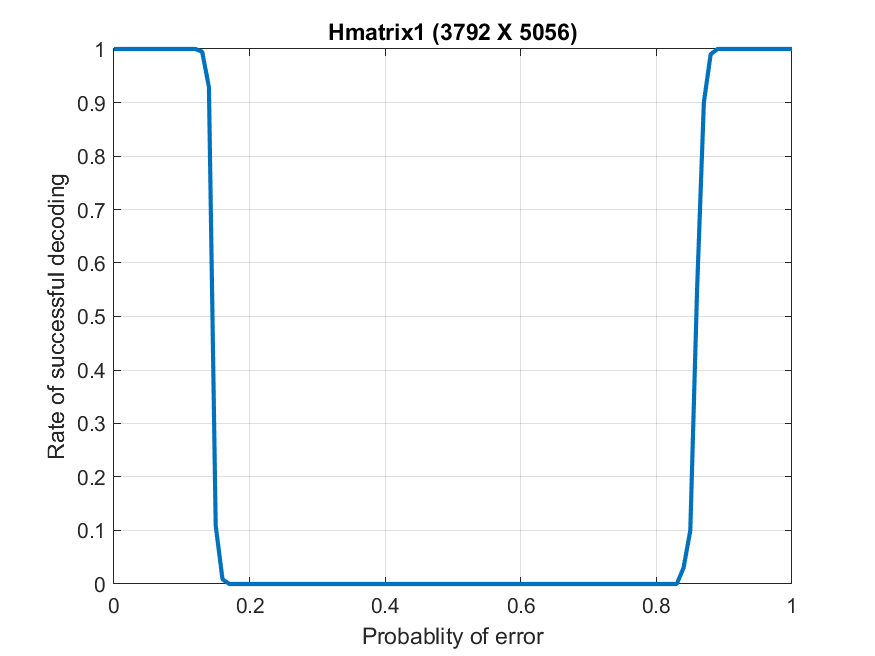 Hmatrix1 (3792 X 5056)
1
0.9
0.8
0.7
0.6
0.5
0.4
0.3
0.2
0.1
0
Rate of successful decoding
0 0.2 0.4 0.6 0.8 1
Probablity of error